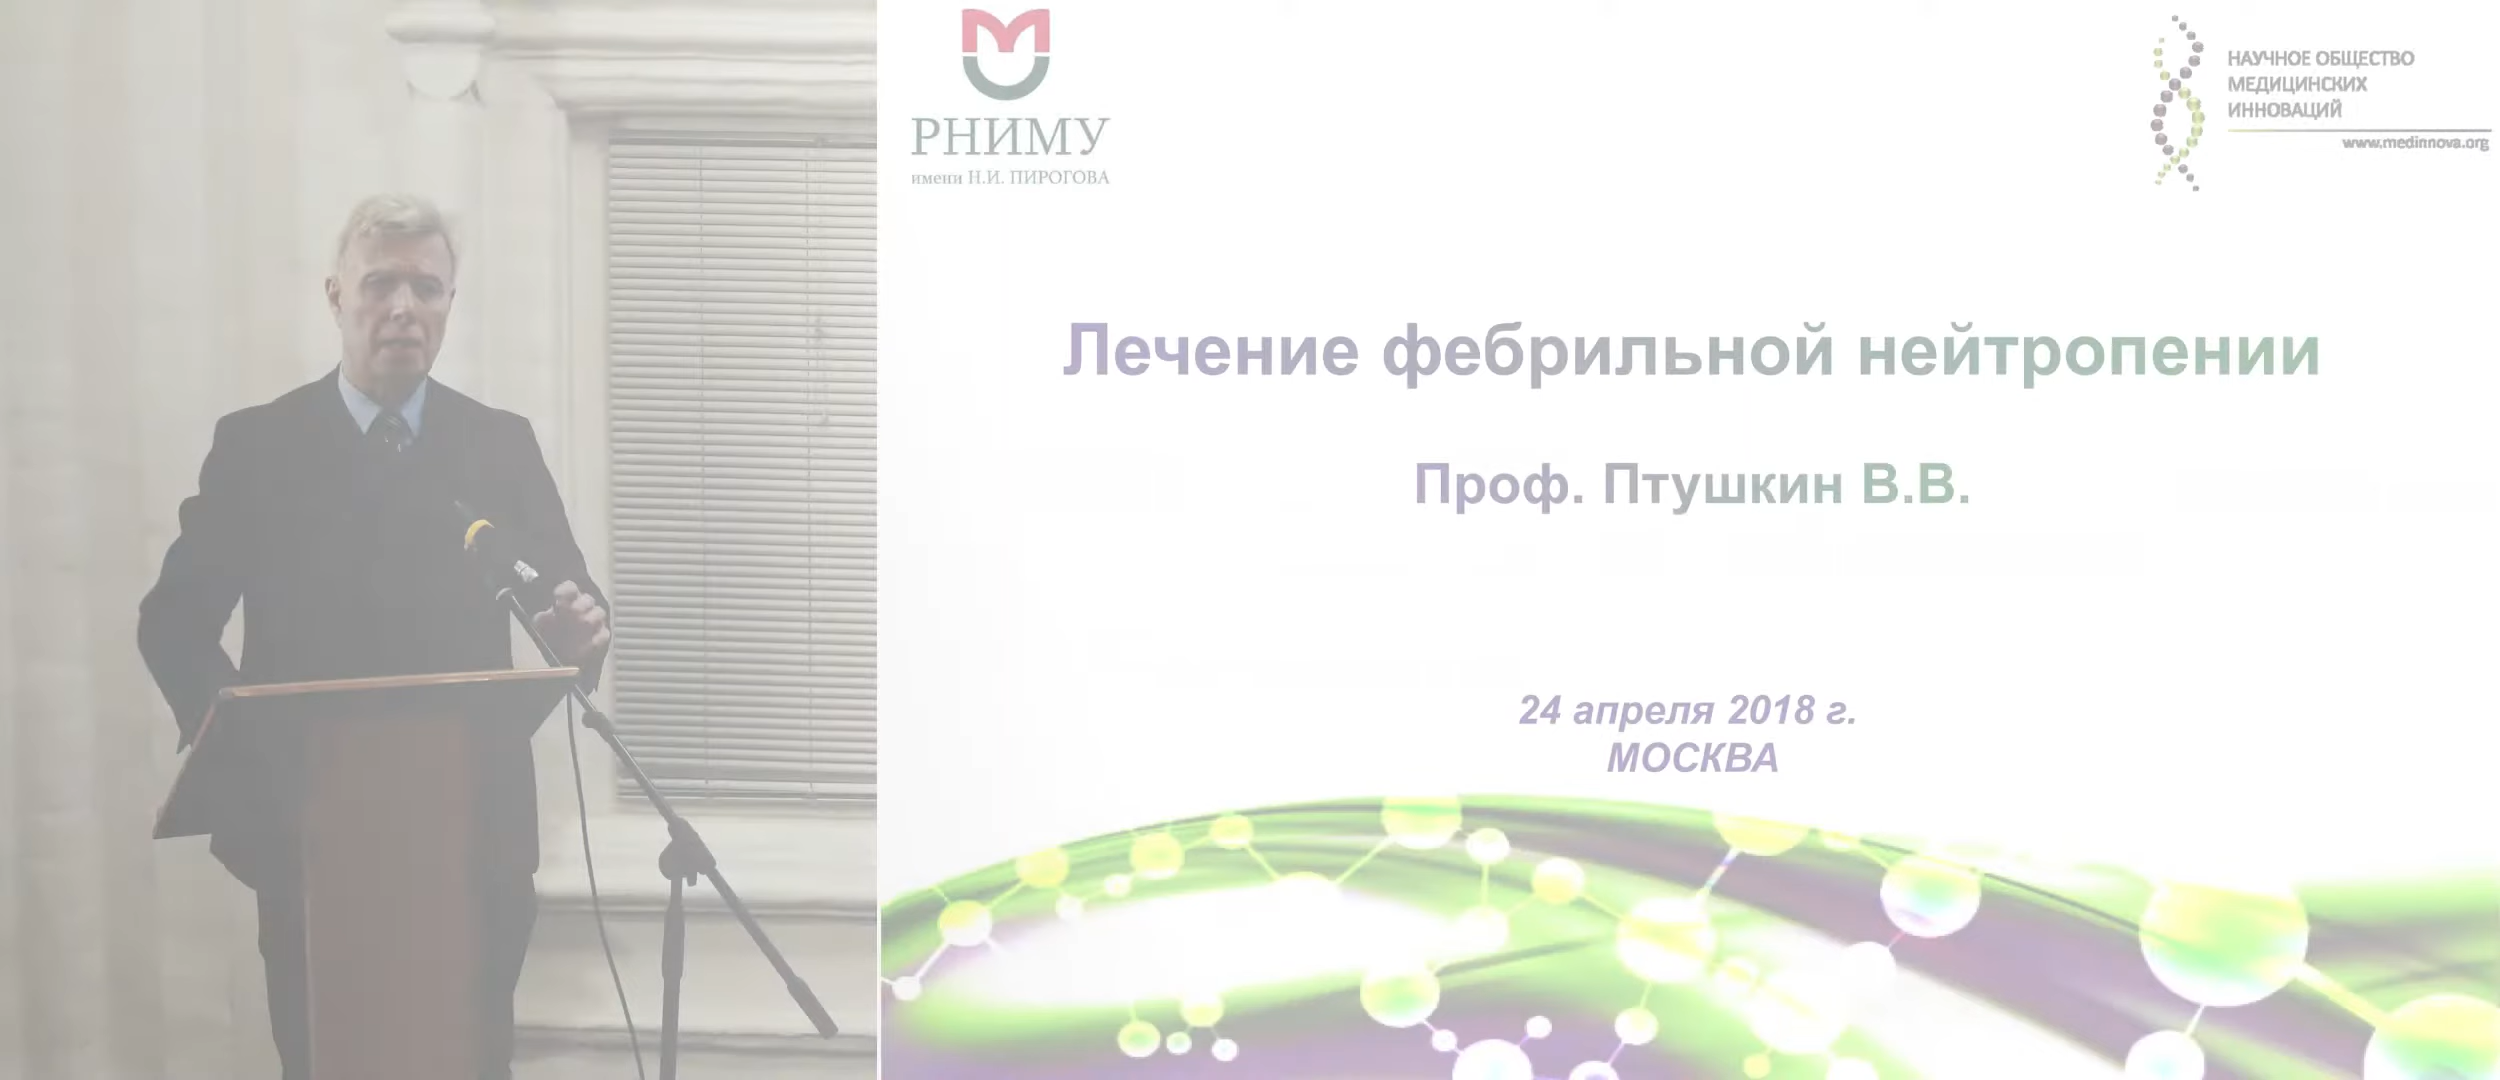 РНИМУ
имени Н.И. ПИРОГОВА
НАУЧНОЕ ОБЩЕСТВО
МЕДИЦИНСКИХ
ИННОВАЦИЙ
www.medinnova.org
Лечение фебрильной нейтропении
Проф. Птушкин В.В.
24 апреля 2018 г.
МОСКВА